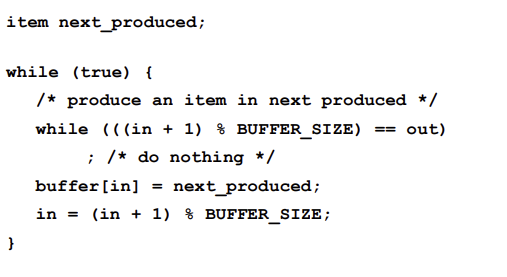 item next_produced;
while (true) {
/* produce an item in next produced */
while (((in + 1) % BUFFER_SIZE) == out)
; /* do nothing */
buffer[in] = next_produced;
in = (in + 1) % BUFFER_SIZE;
}